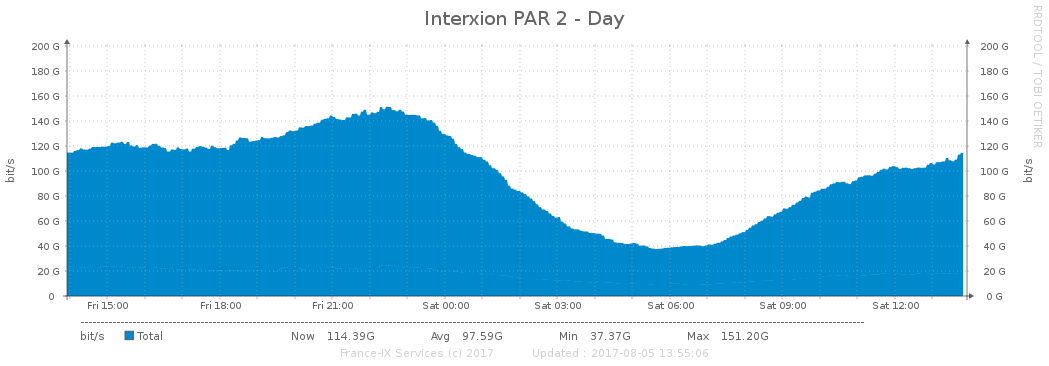 Interxion PAR 2 - Day
RRDTOOL / TOBI OETIKER
200 G 200 G
180 G 180 G
160 G 160 G
140 G 140 G
120 G 120 G
100 G 100 G
80 G 80 G
60 G 60 G
40 G 40 G
20 G 20 G
0 0 G
bit/s bit/s
Fri 15:00 Fri 18:00 Fri 21:00 Sat 00:00 Sat 03:00 Sat 06:00 Sat 09:00 Sat 12:00
bit/s Total Now 114.39G Avg 97.59G Min 37.37G Max 151.20G
France-IX Services (c) 2017 Updated : 2017-08-05 13:55:06